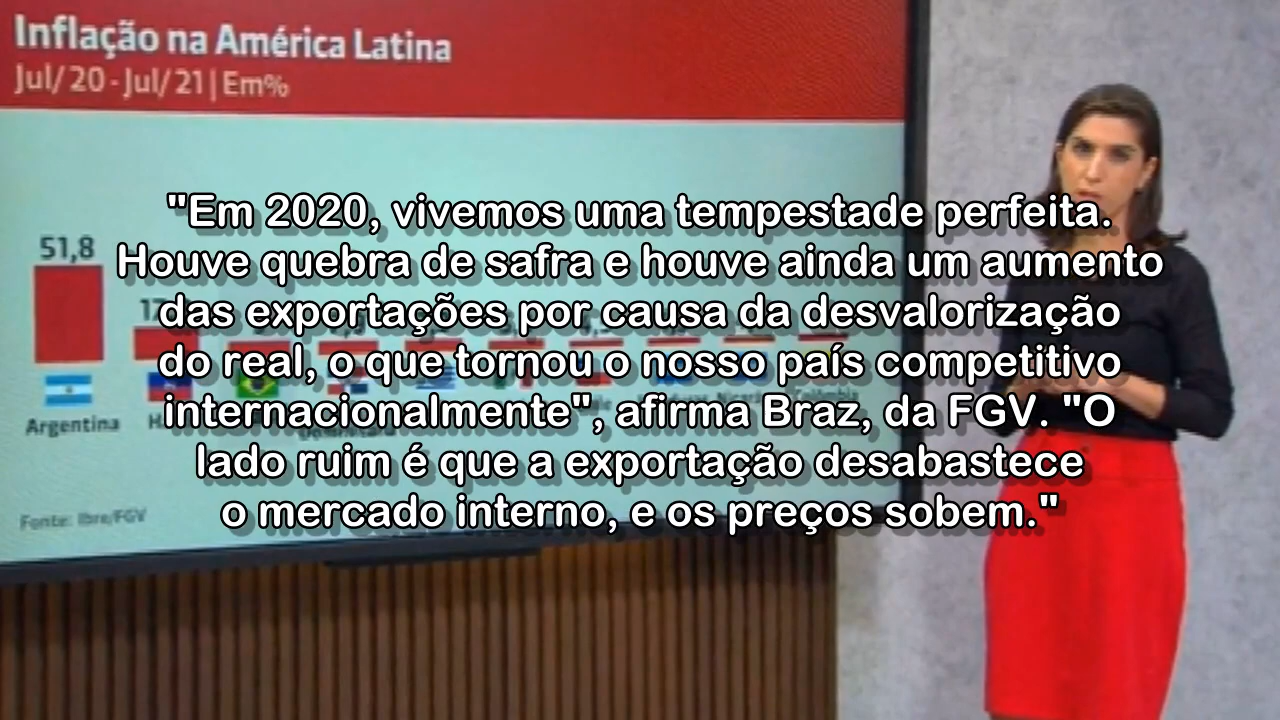 Inflação na América Latina
Jul/ 20 - Jul/ 21 | Em%
51,8
"Em 2020, vivemos uma tempestade perfeita.
Houve quebra de safra e houve ainda um aumento
das exportações por causa da desvalorização
do real, o que tornou o nosso país competitivo
internacionalmente", afirma Braz, da FGV. "O
lado ruim é que a exportação desabastece
o mercado interno, e os preços sobem."
Argentina
Fonte: Ibre/FGV